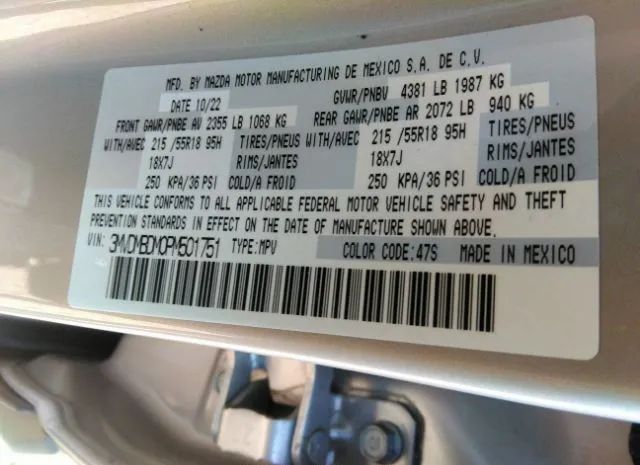 MFD. BY MAZDA MOTOR MANUFACTURING DE MEXICO S.A. DE C.V.
DATE 10/22 GVWR/PNBV 4381 LB 1987 KG
FRONT GAWR/PNBE AV 2355 LB 1068 KG REAR GAWR/PNBE AR 2072 LB 940 KG
WITH/AVEC 215 /55R18 95H TIRES/PNEUS WITH/AVEC 215 /55R18 95H TIRES/PNEUS
18X7J RIMS/JANTES 18X7J RIMS/JANTES
250 KPA/36 PSI COLD/A FROID 250 KPA/36 PSI COLD/A FROID
THIS VEHICLE CONFORMS TO ALL APPLICABLE FEDERAL MOTOR VEHICLE SAFETY AND THEFT
PREVENTION STANDARDS IN EFFECT ON THE DATE OF MANUFACTURE SHOWN ABOVE.
VIN: 3MVDMBDM0PM501751 TYPE:MPV COLOR CODE:47S MADE IN MEXICO